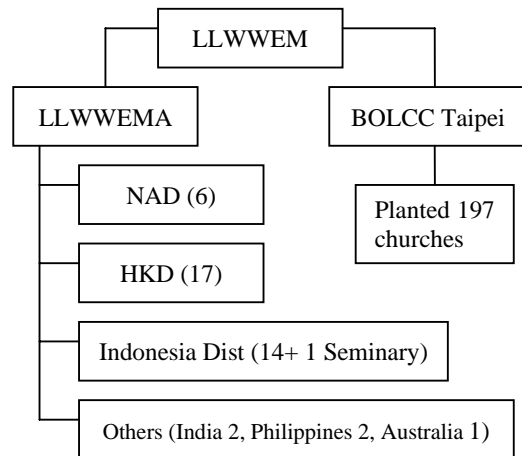 LLWWEM
LLWWEMA
BOLCC Taipei
NAD (6)
Planted 197
churches
HKD (17)
Indonesia Dist (14+ 1 Seminary)
Others (India 2, Philippines 2, Australia 1)